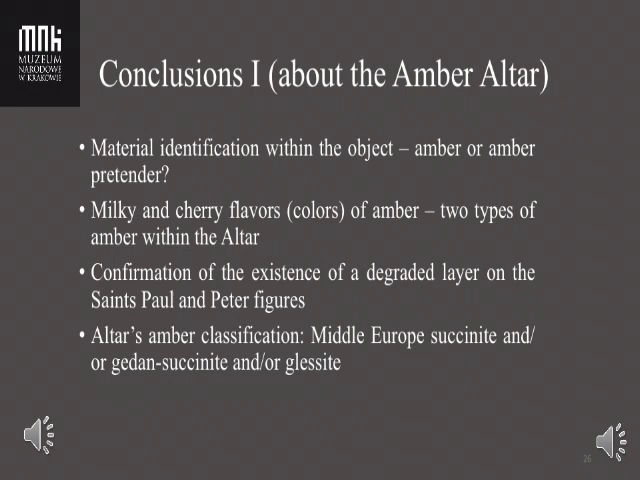 mnk
MUZEUM
NARODOWE
W KRAKOWIE
Conclusions I (about the Amber Altar)
• Material identification within the object – amber or amber
pretender?
• Milky and cherry flavors (colors) of amber – two types of
amber within the Altar
• Confirmation of the existence of a degraded layer on the
Saints Paul and Peter figures
• Altar's amber classification: Middle Europe succinite and/
or gedan-succinite and/or glessite
26